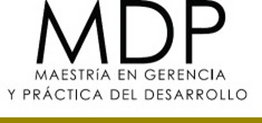 MDP
MAESTRÍA EN GERENCIA
Y PRÁCTICA DEL DESARROLLO